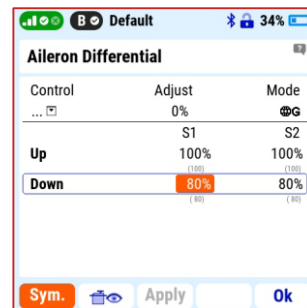 B Default 34%
Aileron Differential
?
Control Adjust Mode
... 0% G
S1 S2
Up 100% 100%
(100) (100)
Down 80% 80%
( 80) ( 80)
Sym. Apply Ok